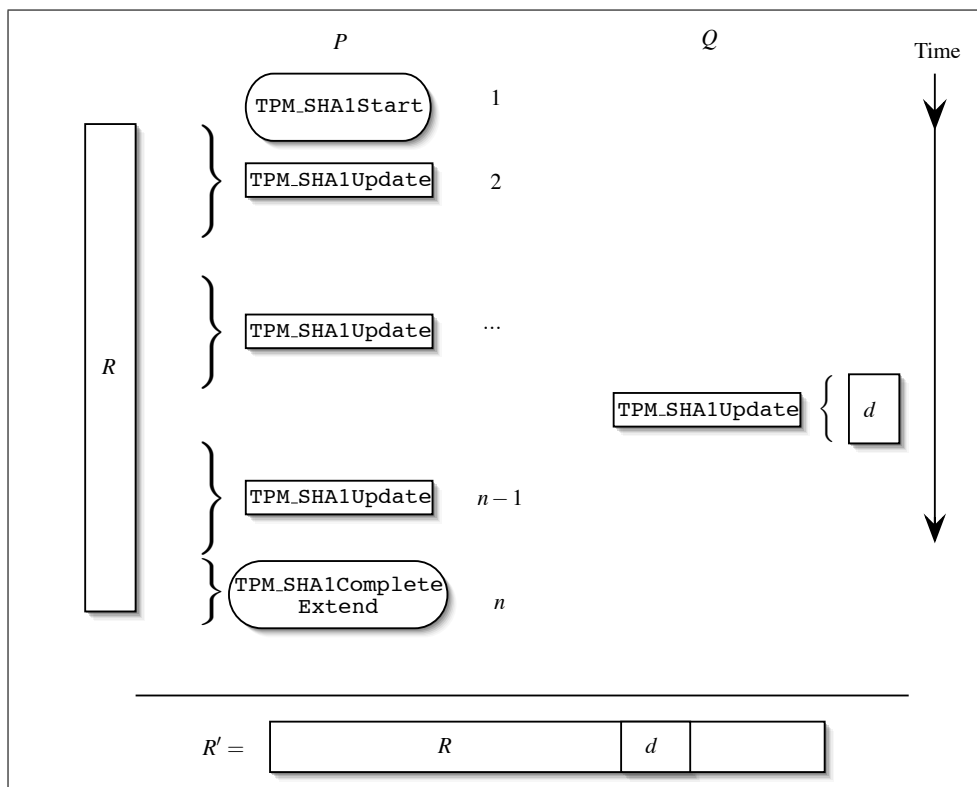 P Q
Time
TPM_SHA1Start 1
TPM_SHA1Update 2
TPM_SHA1Update ...
R
TPM_SHA1Update d
TPM_SHA1Update n−1
TPM_SHA1Complete
Extend n
R′ = R d